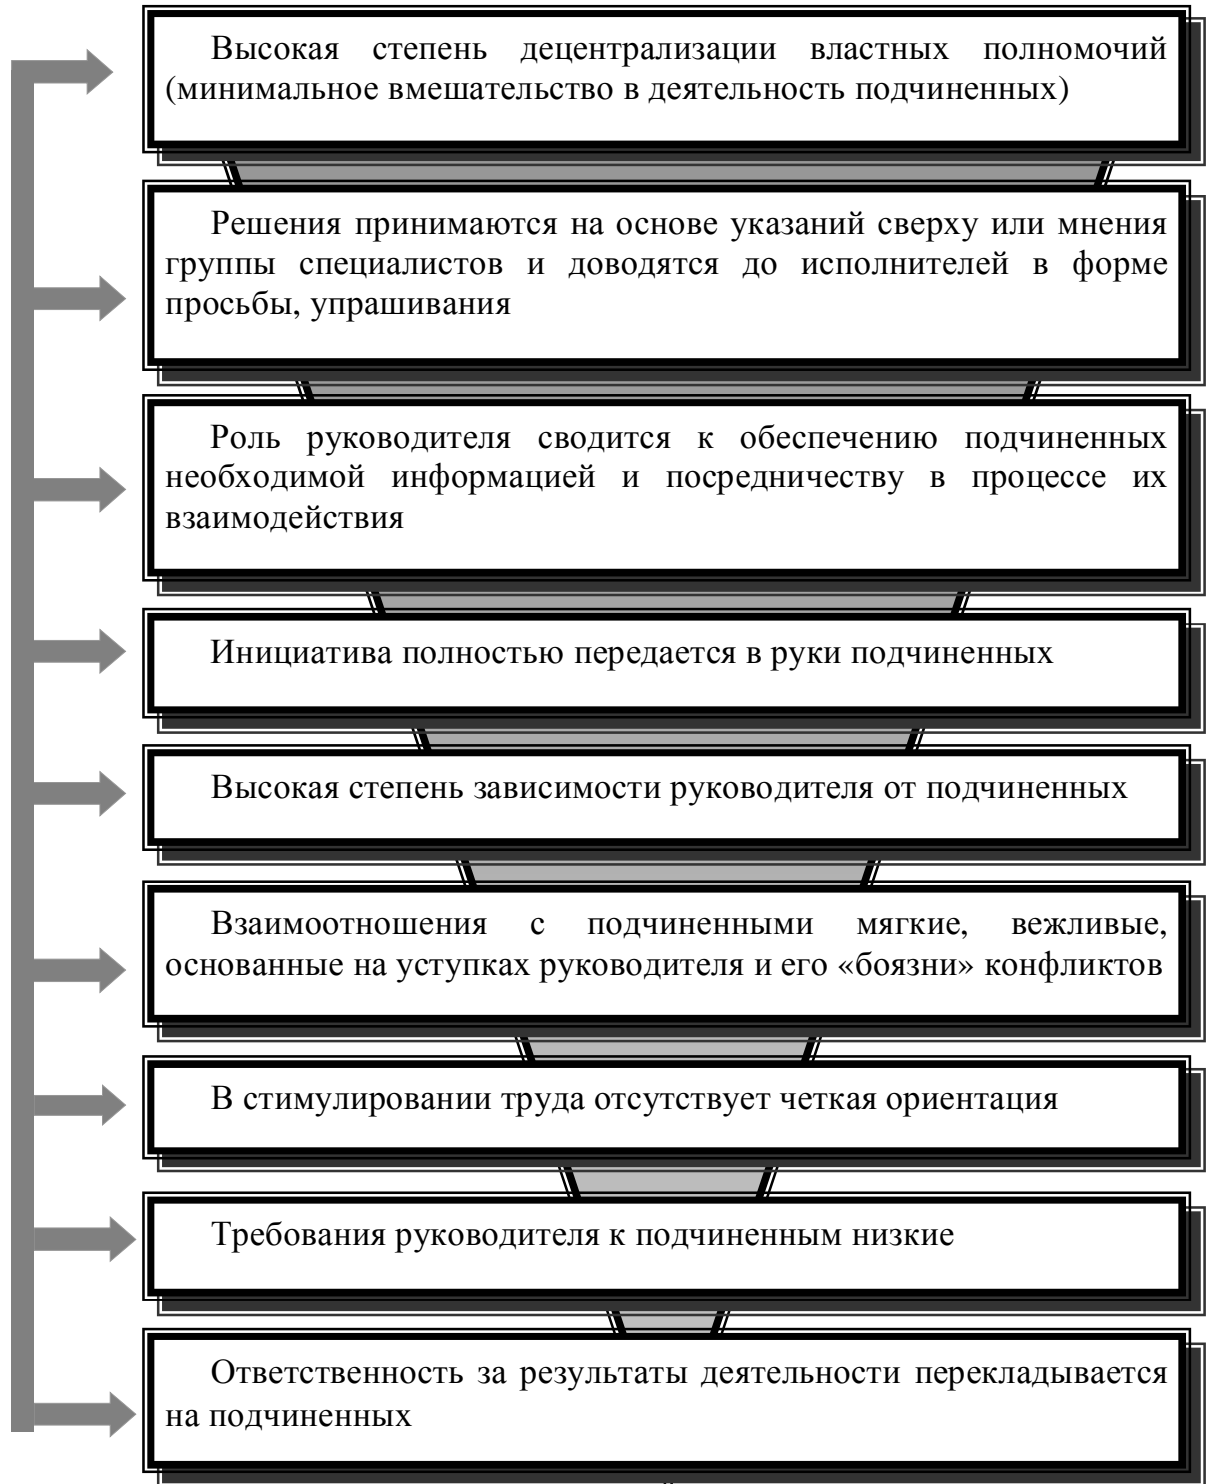 Высокая степень децентрализации властных полномочий
(минимальное вмешательство в деятельность подчиненных)
Решения принимаются на основе указаний сверху или мнения
группы специалистов и доводятся до исполнителей в форме
просьбы, упрашивания
Роль руководителя сводится к обеспечению подчиненных
необходимой информацией и посредничеству в процессе их
взаимодействия
Инициатива полностью передается в руки подчиненных
Высокая степень зависимости руководителя от подчиненных
Взаимоотношения с подчиненными мягкие, вежливые,
основанные на уступках руководителя и его «боязни» конфликтов
В стимулировании труда отсутствует четкая ориентация
Требования руководителя к подчиненным низкие
Ответственность за результаты деятельности перекладывается
на подчиненных